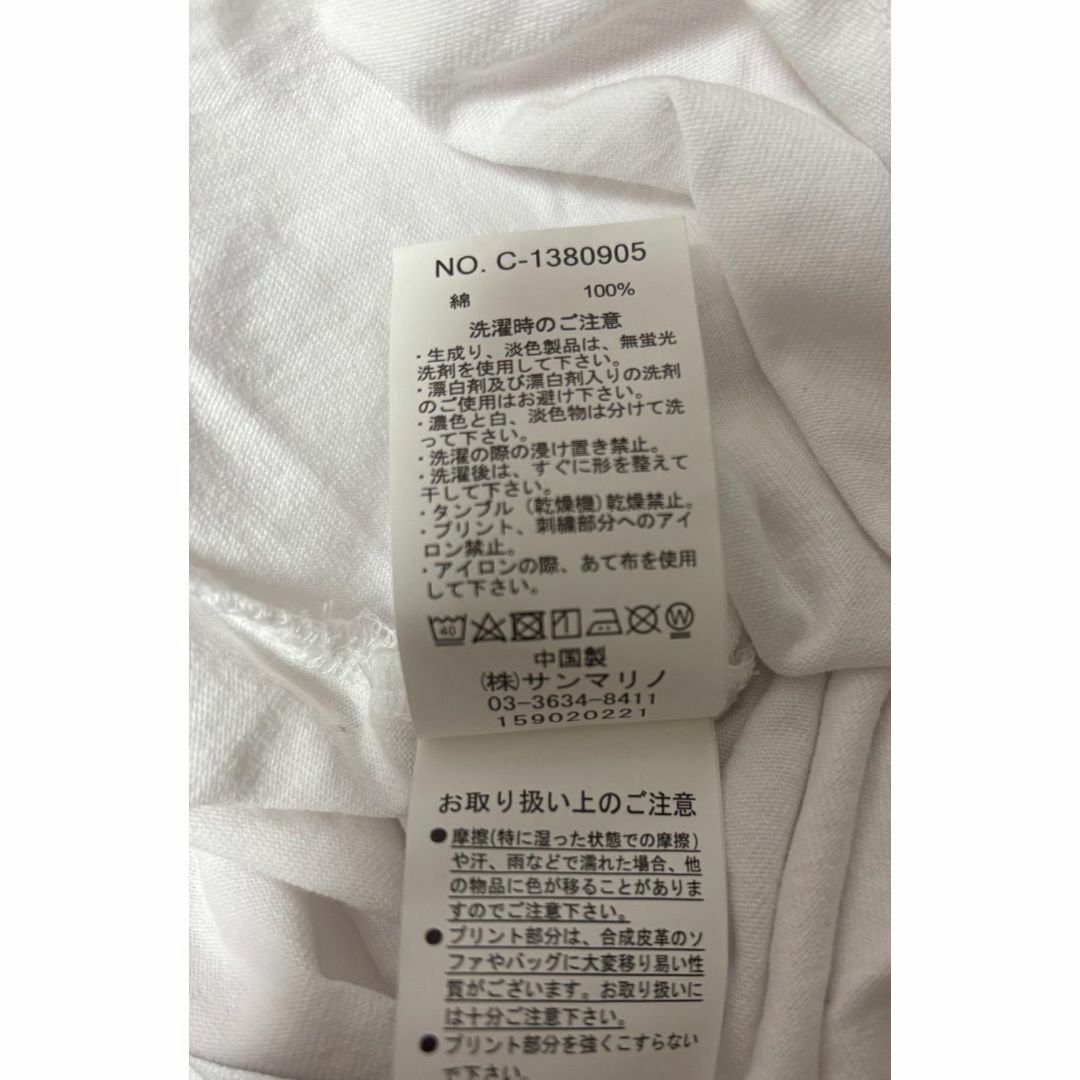 NO. C-1380905
綿 100%
洗濯時のご注意
・生成り、淡色製品は、無蛍光
洗剤を使用して下さい。
・漂白剤及び漂白剤入りの洗剤
のご使用はお避け下さい。
・濃色と白、淡色物は分けて洗
って下さい。
・洗濯の際の浸け置き禁止。
・洗濯後は、すぐに形を整えて
干して下さい。
・タンブル（乾燥機)乾燥禁止。
・プリント、刺繍部分へのアイ
ロン禁止。
・アイロンの際、あて布を使用
して下さい。
40 W
中国製
(株)サンマリノ
03-3634-8411
159020221
お取り扱い上のご注意
●摩擦(特に湿った状態での摩擦)
や汗、雨などで濡れた場合、他
の物品に色が移ることがありま
すのでご注意下さい。
●プリント部分は、合成皮革のソ
ファやバッグに大変移り易い性
質がございます。お取り扱いに
は十分ご注意下さい。
●プリント部分を強くこすらない
で下さい。